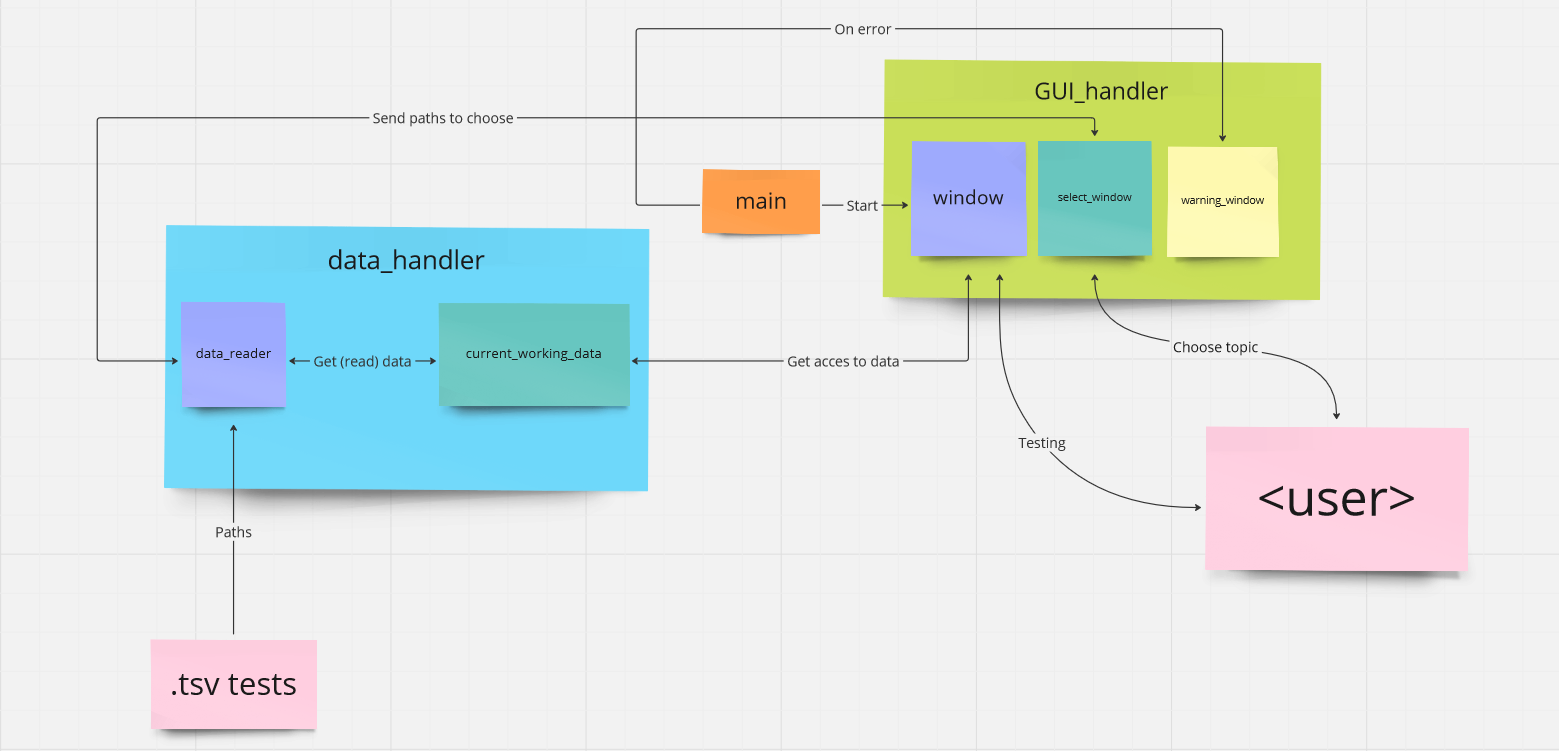 On error
GUI_handler
Send paths to choose
main
Start
window
select_window
warning_window
data_handler
data_reader
Get (read) data
current_working_data
Get acces to data
Choose topic
Testing
<user>
Paths
.tsv tests